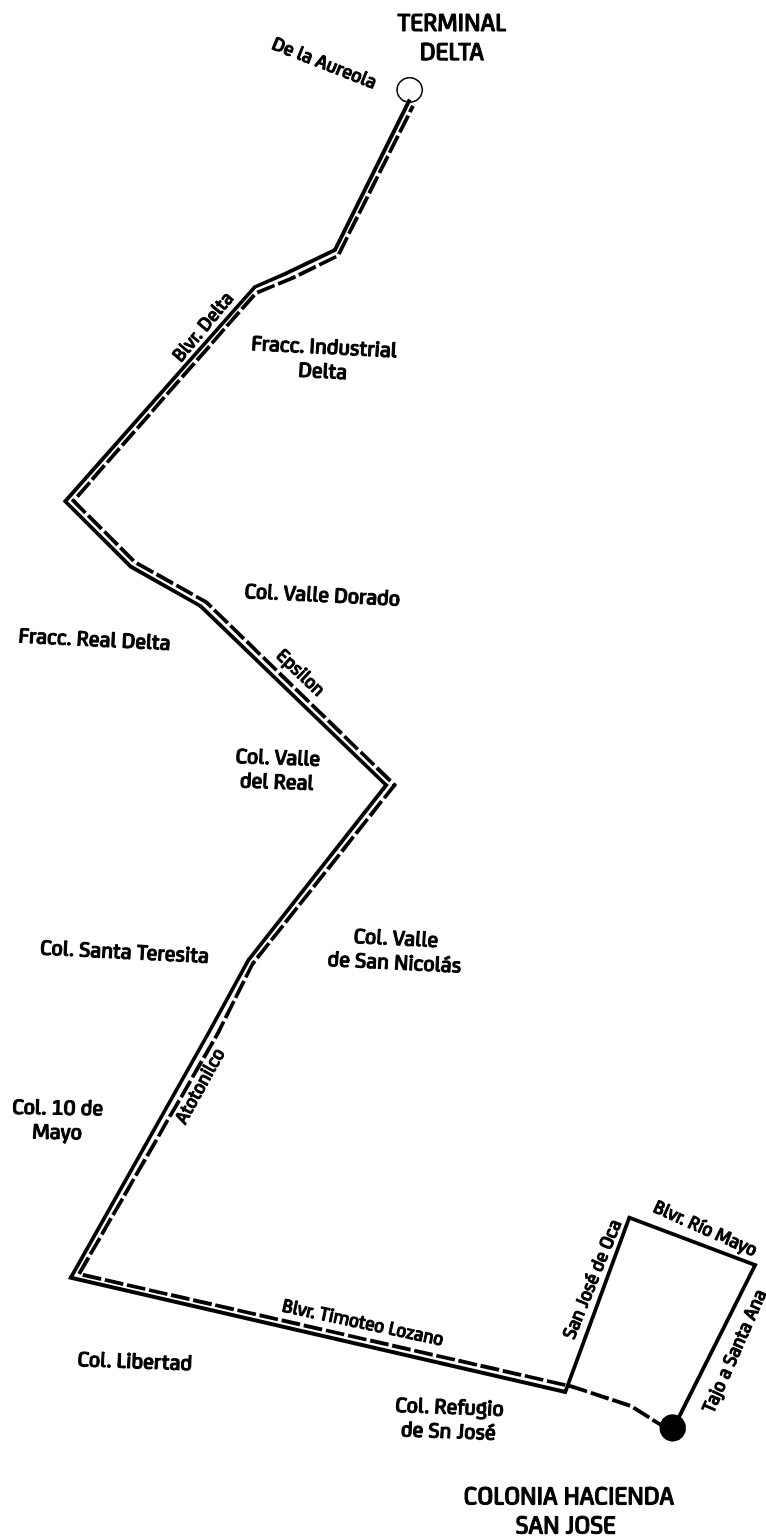 TERMINAL
DELTA
De la Aureola
Blvr. Delta
Fracc. Industrial
Delta
Col. Valle Dorado
Fracc. Real Delta
Epsilon
Col. Valle
del Real
Col. Valle
de San Nicolás
Col. Santa Teresita
Atotonilco
Col. 10 de
Mayo
Blvr. Río Mayo
San José de Oca
Tajo a Santa Ana
Blvr. Timoteo Lozano
Col. Libertad
Col. Refugio
de Sn José
COLONIA HACIENDA
SAN JOSE